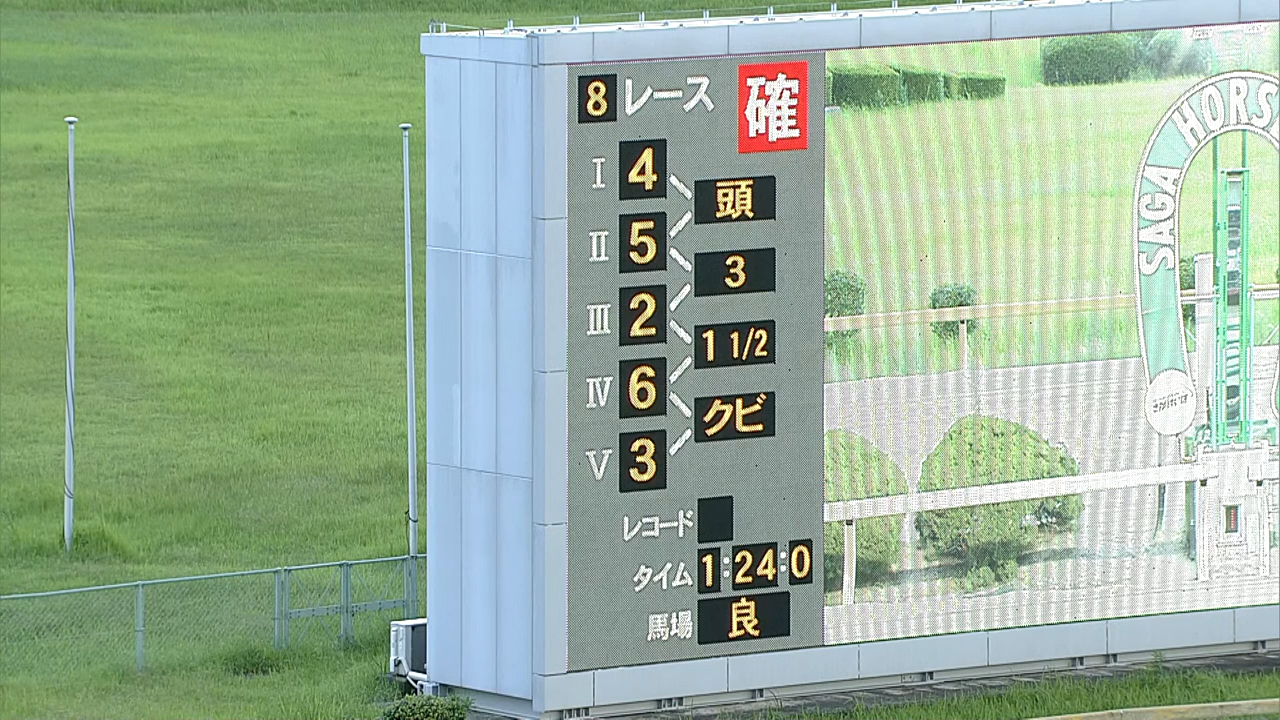 8レース 確
Ⅰ 4
頭
Ⅱ 5
3
Ⅲ 2
1 1/2
Ⅳ 6
クビ
Ⅴ 3
レコード
タイム 1:24:0
馬場 良
SAGA HORS